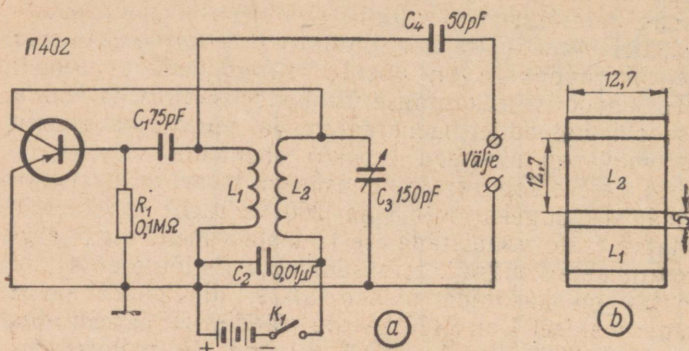 П402
C₁ 75pF
C₄ 50pF
R₁
0,1MΩ
L₁
L₂
C₃ 150pF
Välje
C₂ 0,01μF
K₁
+ −
a
12,7
12,7
L₂
5
L₁
b